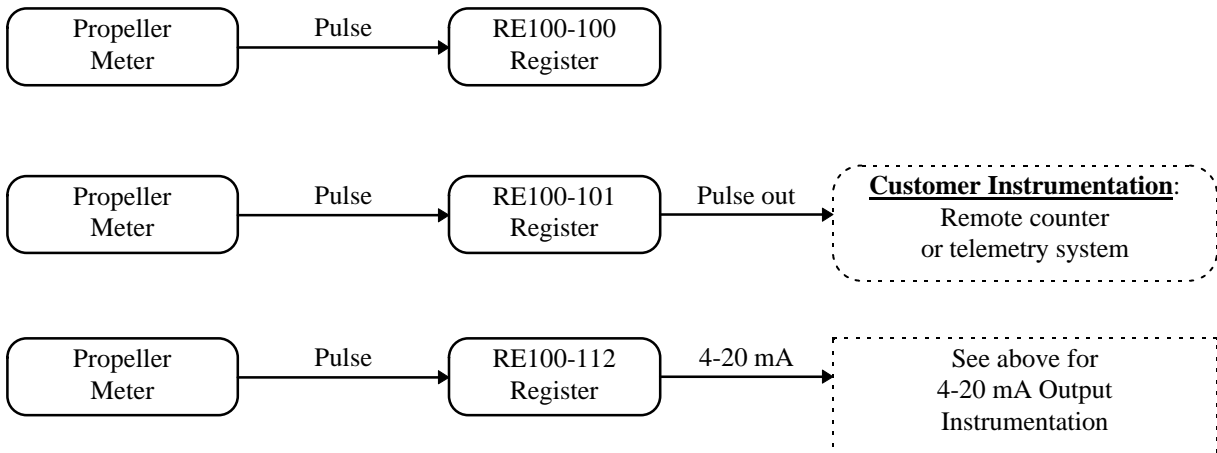 Propeller
Meter
Pulse
RE100-100
Register
Propeller
Meter
Pulse
RE100-101
Register
Pulse out
Customer Instrumentation:
Remote counter
or telemetry system
Propeller
Meter
Pulse
RE100-112
Register
4-20 mA
See above for
4-20 mA Output
Instrumentation